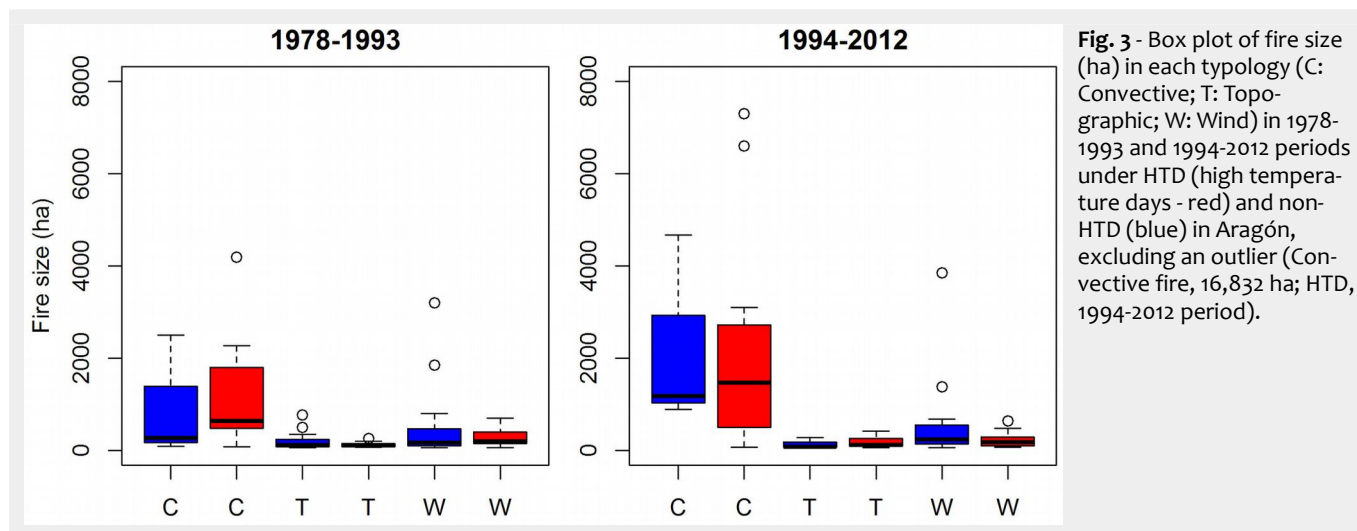 1978-1993
1994-2012
Fire size (ha)
0
2000
4000
6000
8000
0
2000
4000
6000
8000
C C T T W W
C C T T W W
Fig. 3 - Box plot of fire size
(ha) in each typology (C:
Convective; T: Topo-
graphic; W: Wind) in 1978-
1993 and 1994-2012 periods
under HTD (high tempera-
ture days - red) and non-
HTD (blue) in Aragón,
excluding an outlier (Con-
vective fire, 16,832 ha; HTD,
1994-2012 period).